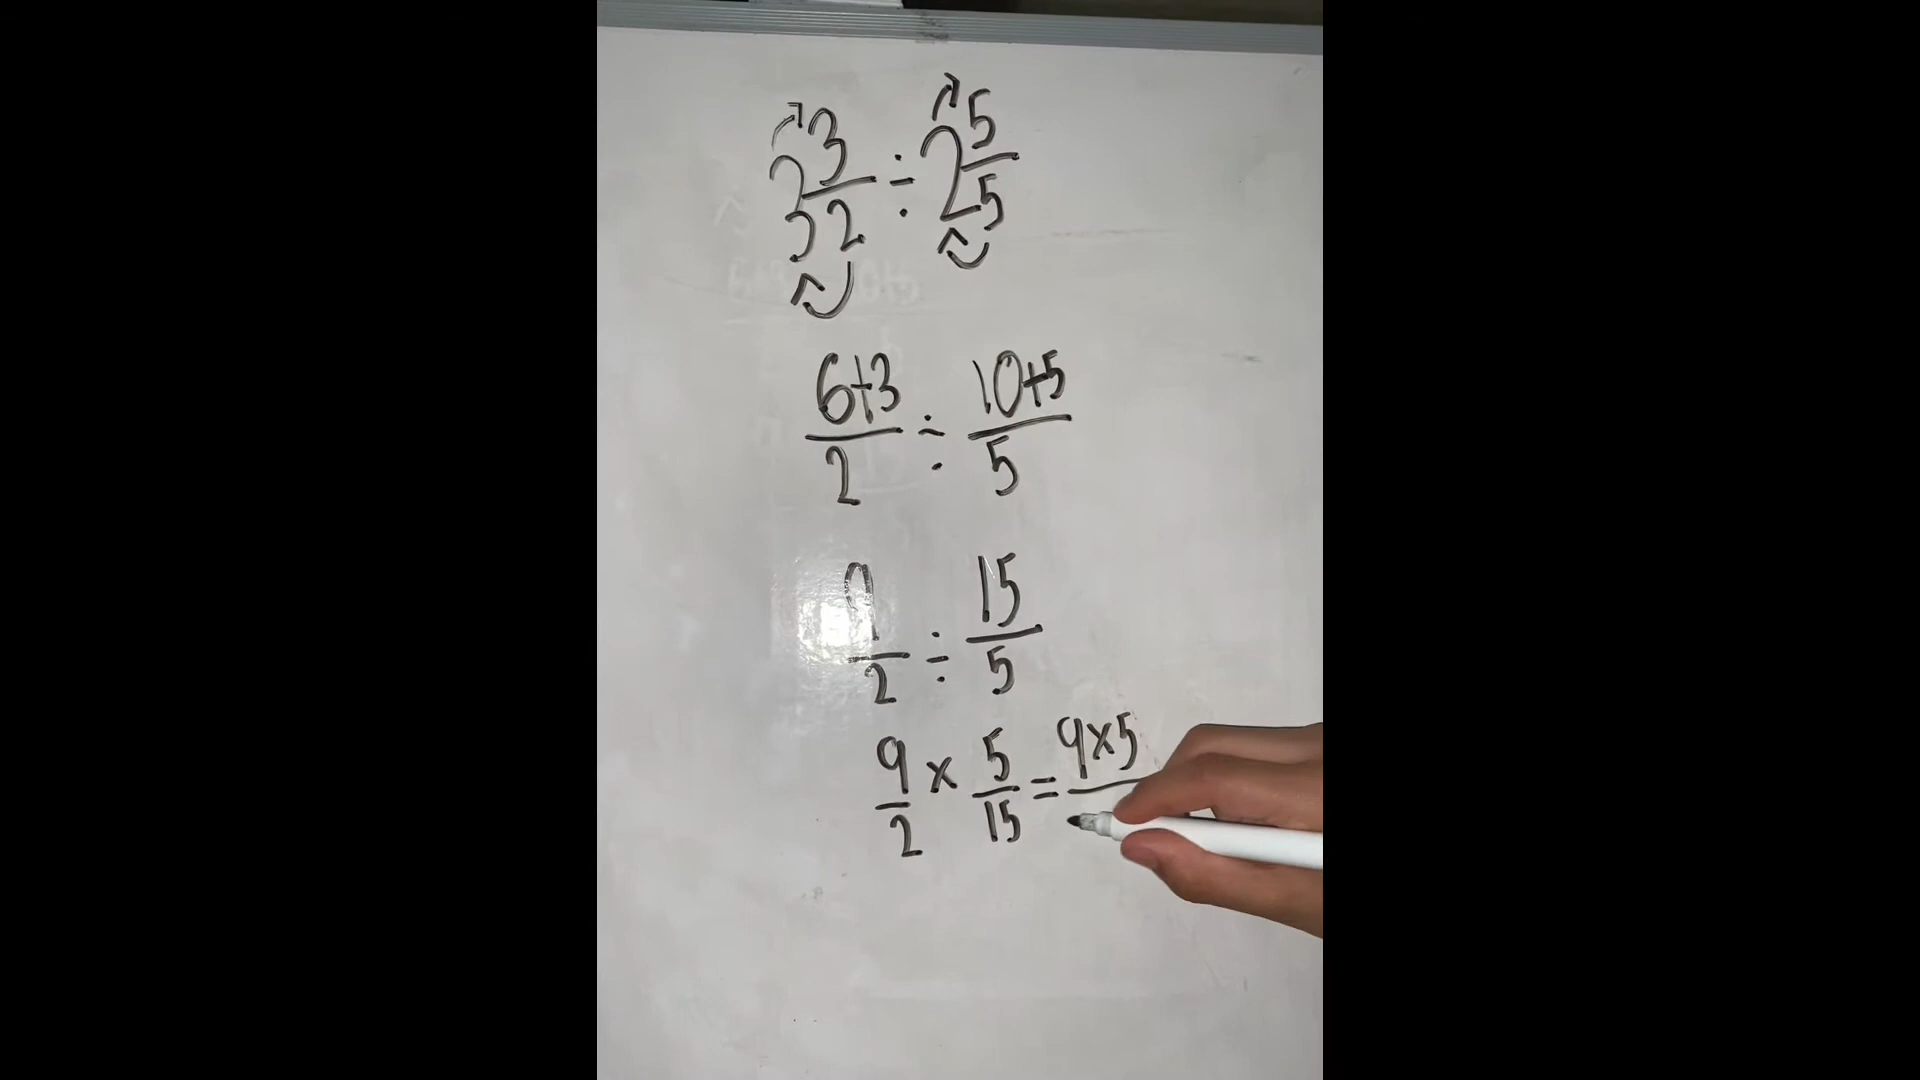 3 3/2 ÷ 2 5/5
6+3/2 ÷ 10+5/5
9/2 ÷ 15/5
9/2 × 5/15 = 9×5/